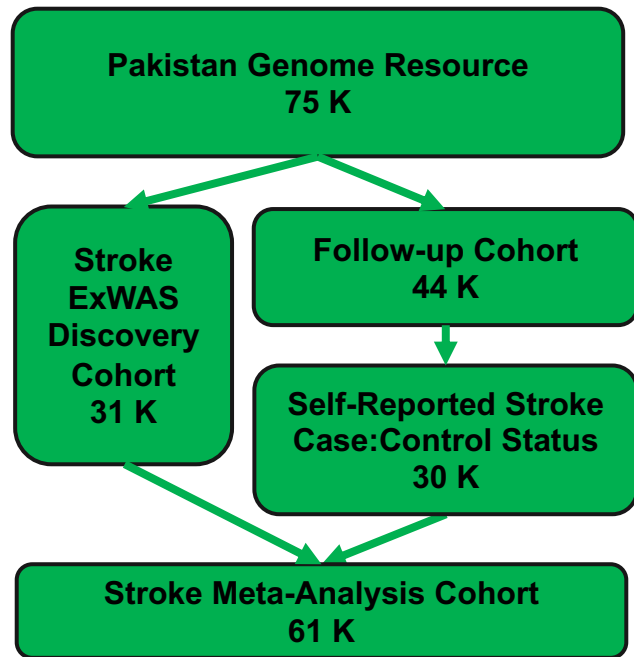 Pakistan Genome Resource
75 K
Stroke
ExWAS
Discovery
Cohort
31 K
Follow-up Cohort
44 K
Self-Reported Stroke
Case:Control Status
30 K
Stroke Meta-Analysis Cohort
61 K